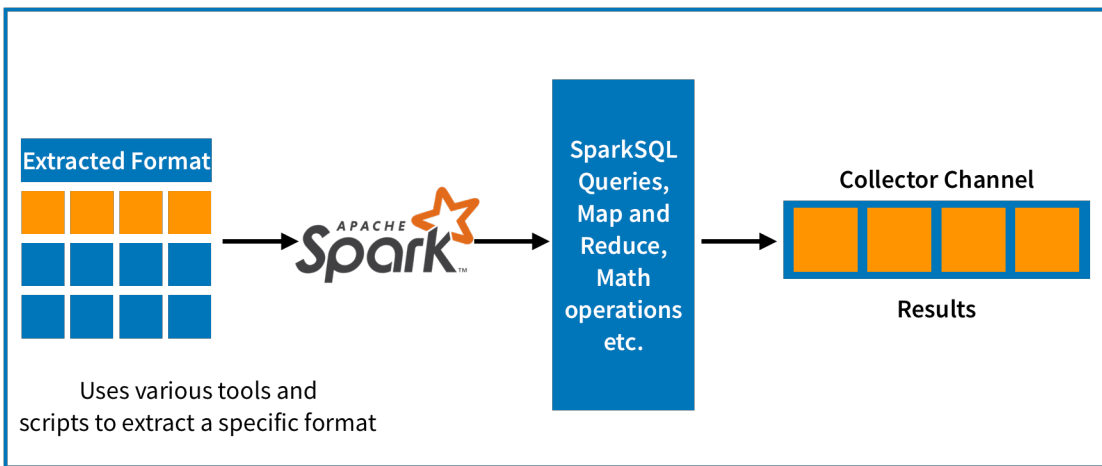 Extracted Format
Uses various tools and
scripts to extract a specific format
APACHE
Spark™
SparkSQL
Queries,
Map and
Reduce,
Math
operations
etc.
Collector Channel
Results